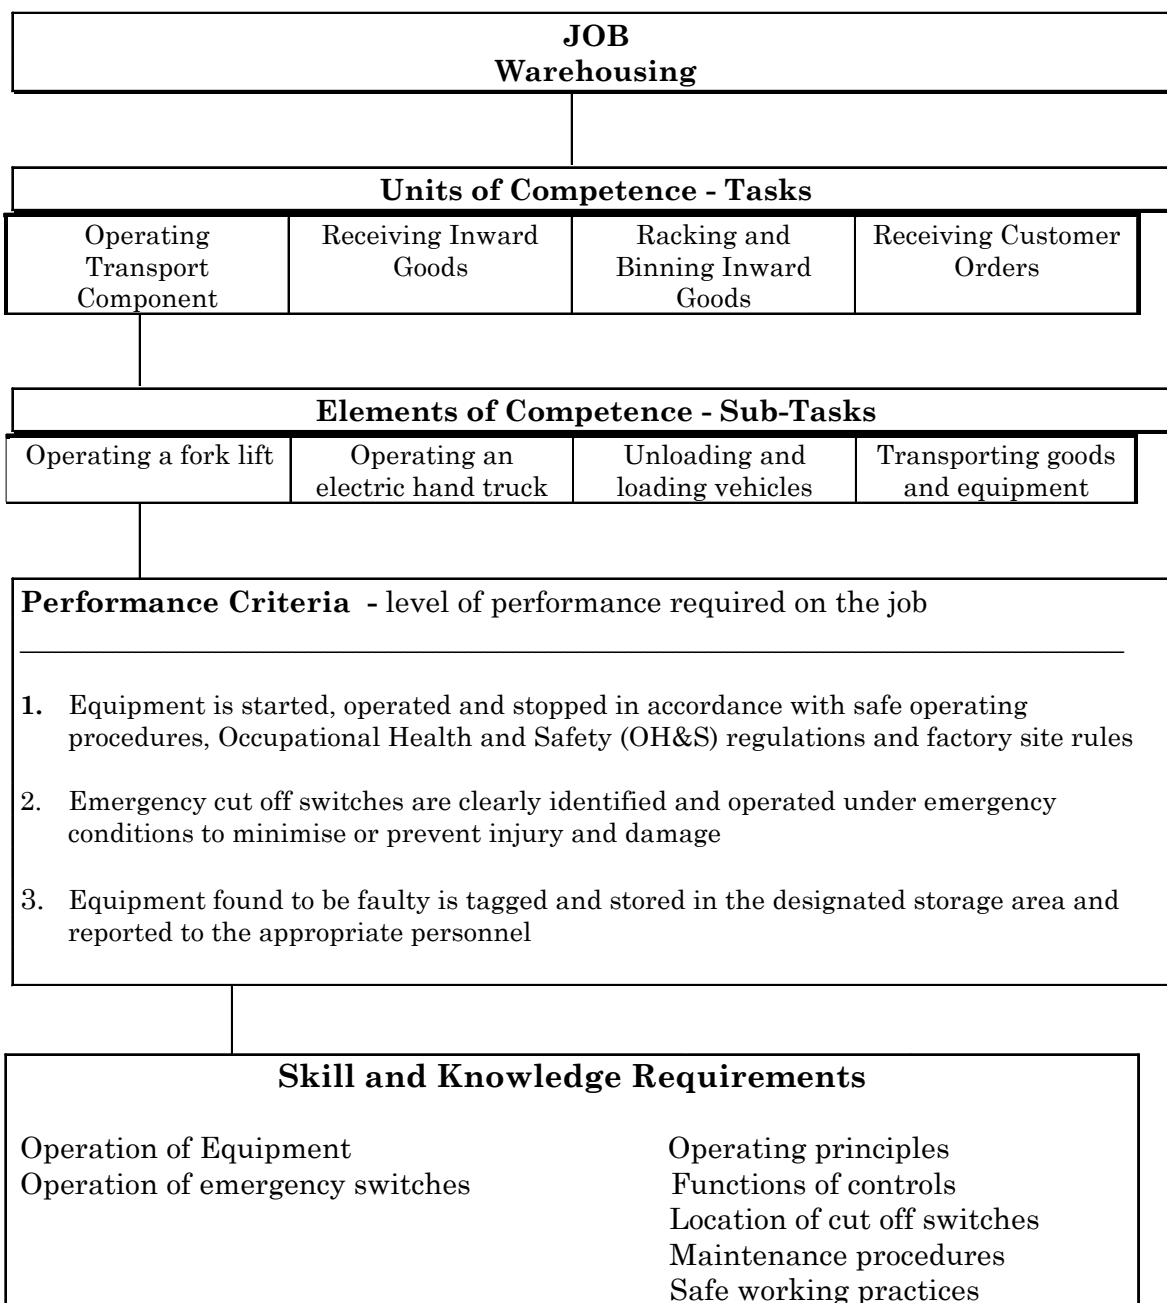 JOB
Warehousing
Units of Competence - Tasks
Operating
Transport
Component
Receiving Inward
Goods
Racking and
Binning Inward
Goods
Receiving Customer
Orders
Elements of Competence - Sub-Tasks
Operating a fork lift
Operating an
electric hand truck
Unloading and
loading vehicles
Transporting goods
and equipment
Performance Criteria - level of performance required on the job
1. Equipment is started, operated and stopped in accordance with safe operating
procedures, Occupational Health and Safety (OH&S) regulations and factory site rules
2. Emergency cut off switches are clearly identified and operated under emergency
conditions to minimise or prevent injury and damage
3. Equipment found to be faulty is tagged and stored in the designated storage area and
reported to the appropriate personnel
Skill and Knowledge Requirements
Operation of Equipment
Operation of emergency switches
Operating principles
Functions of controls
Location of cut off switches
Maintenance procedures
Safe working practices